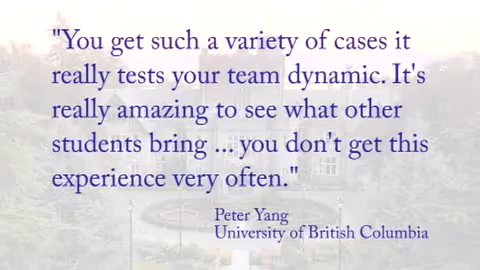 "You get such a variety of cases it
really tests your team dynamic. It's
really amazing to see what other
students bring ... you don't get this
experience very often."
Peter Yang
University of British Columbia